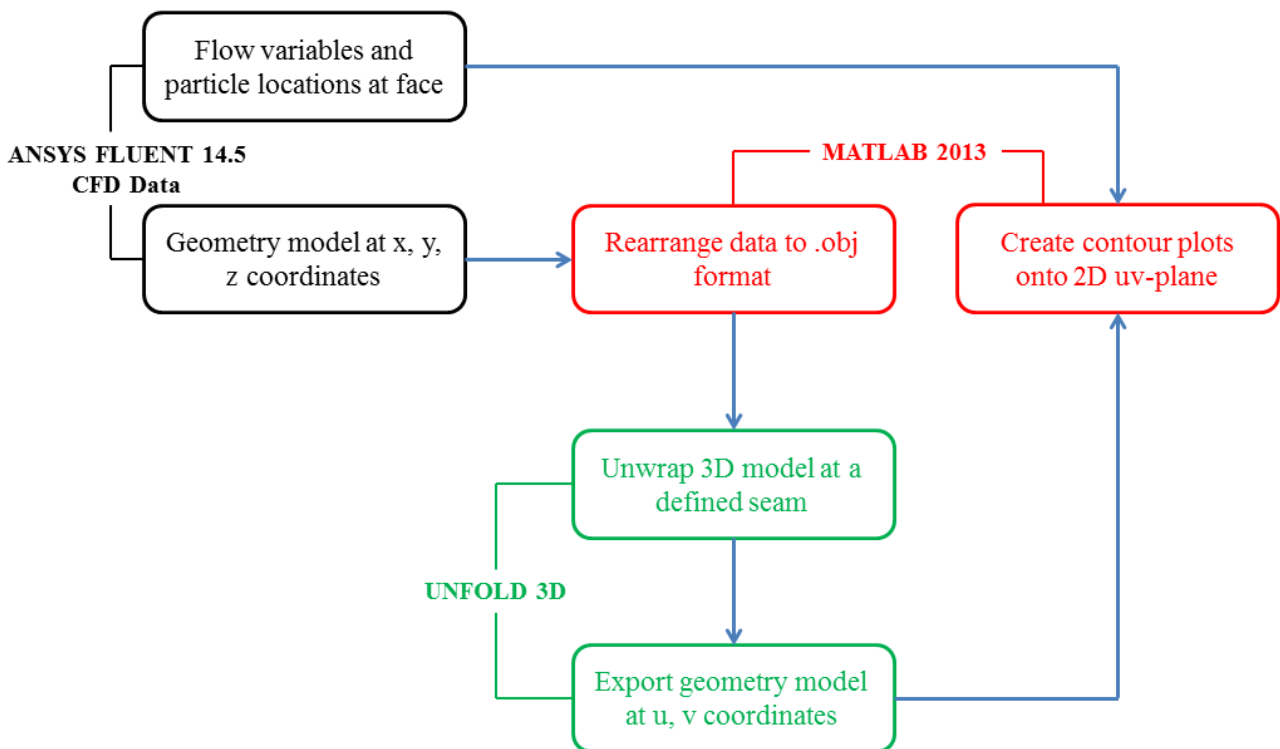 Flow variables and
particle locations at face
ANSYS FLUENT 14.5
CFD Data
MATLAB 2013
Geometry model at x, y,
z coordinates
Rearrange data to .obj
format
Create contour plots
onto 2D uv-plane
Unwrap 3D model at a
defined seam
UNFOLD 3D
Export geometry model
at u, v coordinates